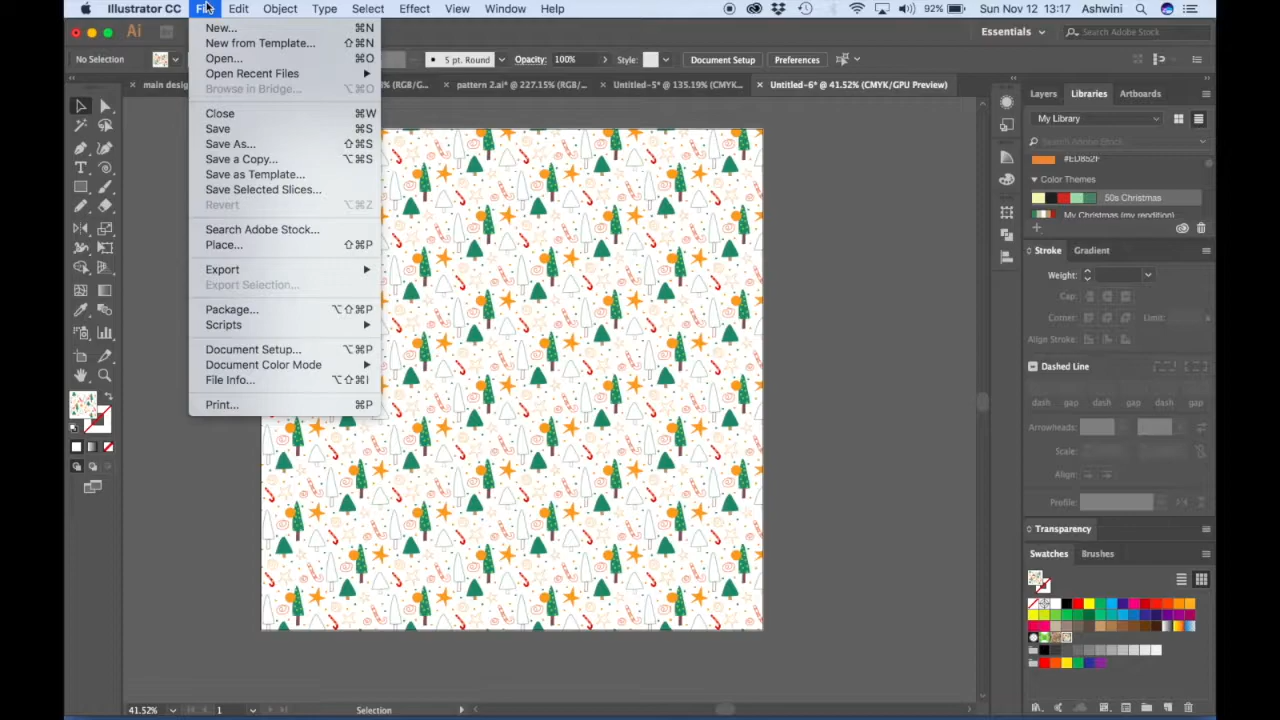 Illustrator CC File Edit Object Type Select Effect View Window Help 92% Sun Nov 12 13:17 Ashwini
Ai Essentials Search Adobe Stock
No Selection 5 pt. Round Opacity: 100% Style: Document Setup Preferences
main desig (RGB/G... pattern 2.ai* @ 227.15% (RGB/... Untitled-5* @ 135.19% (CMYK... Untitled-6* @ 41.52% (CMYK/GPU Preview)
New... ⌘N
New from Template... ⇧⌘N
Open... ⌘O
Open Recent Files
Browse in Bridge... ⌥⌘O
Close ⌘W
Save ⌘S
Save As... ⇧⌘S
Save a Copy... ⌥⌘S
Save as Template...
Save Selected Slices...
Revert ⌥⌘Z
Search Adobe Stock...
Place... ⇧⌘P
Export
Export Selection...
Package... ⌥⇧⌘P
Scripts
Document Setup... ⌥⌘P
Document Color Mode
File Info... ⌥⇧⌘I
Print... ⌘P
Layers Libraries Artboards
My Library
Search Adobe Stock
#ED852F
Color Themes
50s Christmas
My Christmas (my rendition)
Stroke Gradient
Weight:
Cap:
Corner: Limit:
Align Stroke:
Dashed Line
dash gap dash gap dash gap
Arrowheads:
Scale:
Align:
Profile:
Transparency
Swatches Brushes
41.52% 1 Selection